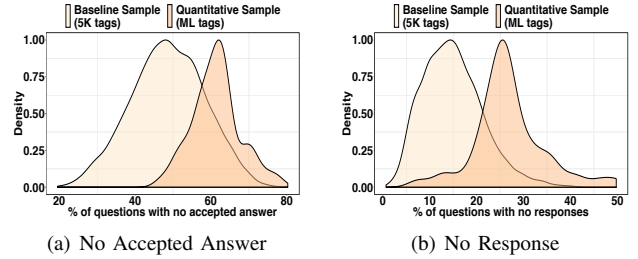 Baseline Sample (5K tags) Quantitative Sample (ML tags)
Density
1.00
0.75
0.50
0.25
0.00
20 40 60 80
% of questions with no accepted answer
(a) No Accepted Answer
Baseline Sample (5K tags) Quantitative Sample (ML tags)
Density
1.00
0.75
0.50
0.25
0.00
0 10 20 30 40 50
% of questions with no responses
(b) No Response